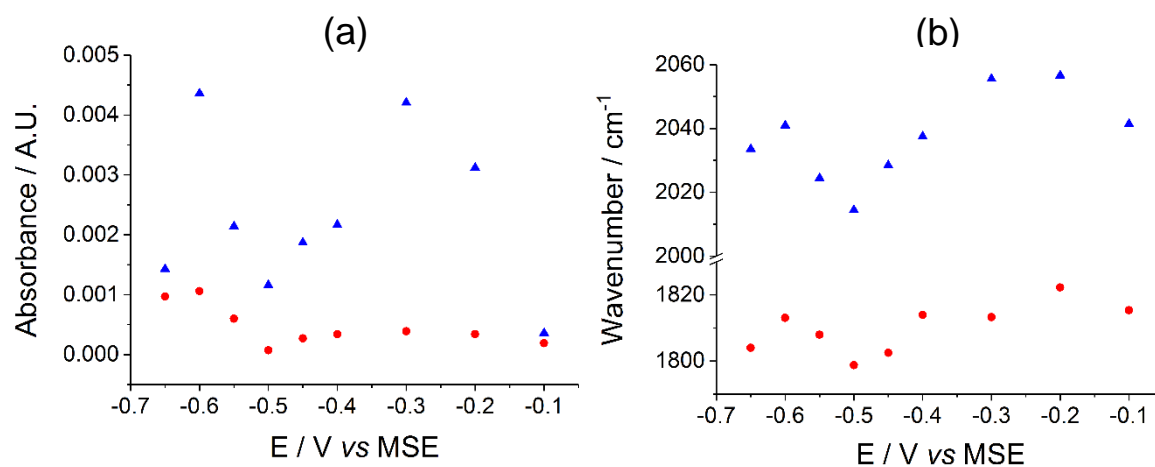 (a)
0.005
0.004
0.003
0.002
0.001
0.000
Absorbance / A.U.
-0.7 -0.6 -0.5 -0.4 -0.3 -0.2 -0.1
E / V vs MSE
(b)
2060
2040
2020
2000
1820
1800
Wavenumber / cm⁻¹
-0.7 -0.6 -0.5 -0.4 -0.3 -0.2 -0.1
E / V vs MSE